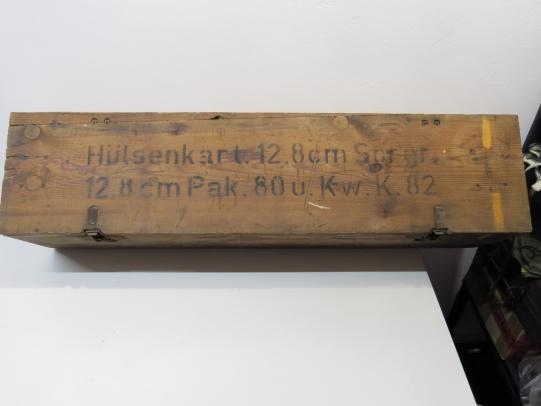 Hülsenkart. 12,8cm Spr.gr.
12,8cm Pak. 80 u. Kw. K. 82